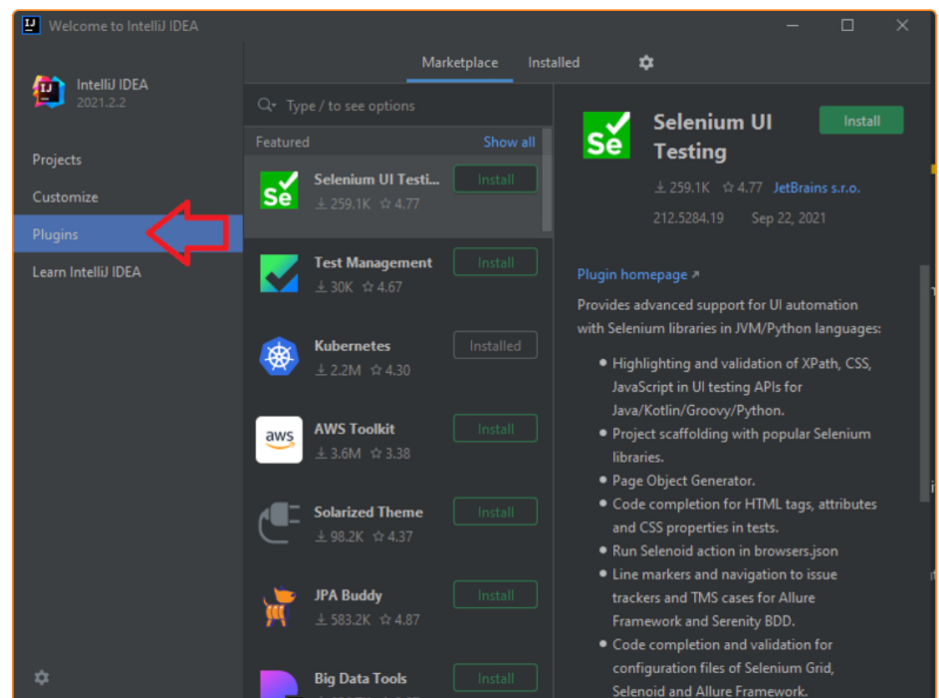 Welcome to IntelliJ IDEA
IntelliJ IDEA
2021.2.2
Projects
Customize
Plugins
Learn IntelliJ IDEA
Marketplace Installed
Type / to see options
Featured Show all
Selenium UI Testi... Install
259.1K 4.77
Test Management Install
30K 4.67
Kubernetes Installed
2.2M 4.30
aws
AWS Toolkit Install
3.6M 3.38
Solarized Theme Install
98.2K 4.37
JPA Buddy Install
583.2K 4.87
Big Data Tools Install
Se
Selenium UI Install
Testing
259.1K 4.77 JetBrains s.r.o.
212.5284.19 Sep 22, 2021
Plugin homepage ↗
Provides advanced support for UI automation
with Selenium libraries in JVM/Python languages:
• Highlighting and validation of XPath, CSS,
JavaScript in UI testing APIs for
Java/Kotlin/Groovy/Python.
• Project scaffolding with popular Selenium
libraries.
• Page Object Generator.
• Code completion for HTML tags, attributes
and CSS properties in tests.
• Run Selenoid action in browsers.json
• Line markers and navigation to issue
trackers and TMS cases for Allure
Framework and Serenity BDD.
• Code completion and validation for
configuration files of Selenium Grid,
Selenoid and Allure Framework.